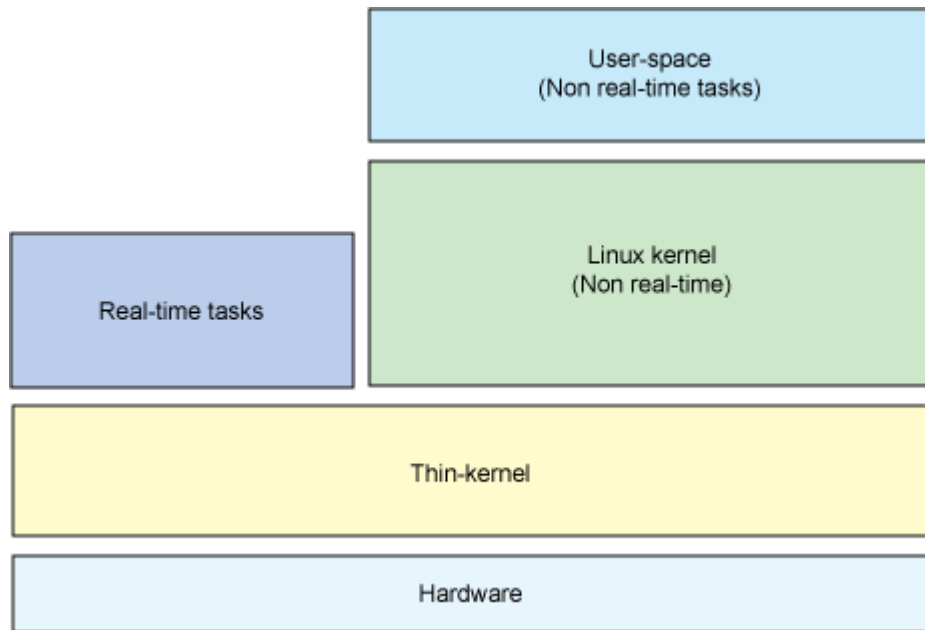 User-space
(Non real-time tasks)
Linux kernel
(Non real-time)
Real-time tasks
Thin-kernel
Hardware